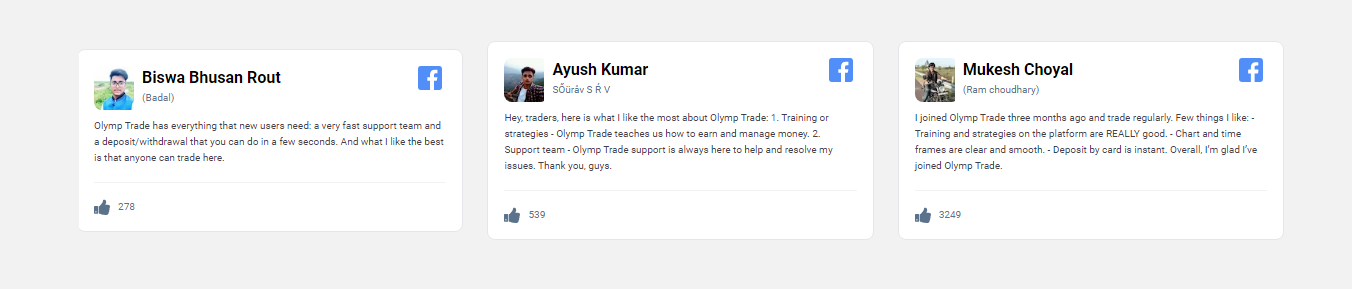 Biswa Bhusan Rout
(Badal)
Olymp Trade has everything that new users need: a very fast support team and
a deposit/withdrawal that you can do in a few seconds. And what I like the best
is that anyone can trade here.
278
Ayush Kumar
SŐürâv S Ŕ V
Hey, traders, here is what I like the most about Olymp Trade: 1. Training or
strategies - Olymp Trade teaches us how to earn and manage money. 2.
Support team - Olymp Trade support is always here to help and resolve my
issues. Thank you, guys.
539
Mukesh Choyal
(Ram choudhary)
I joined Olymp Trade three months ago and trade regularly. Few things I like: -
Training and strategies on the platform are REALLY good. - Chart and time
frames are clear and smooth. - Deposit by card is instant. Overall, I’m glad I’ve
joined Olymp Trade.
3249